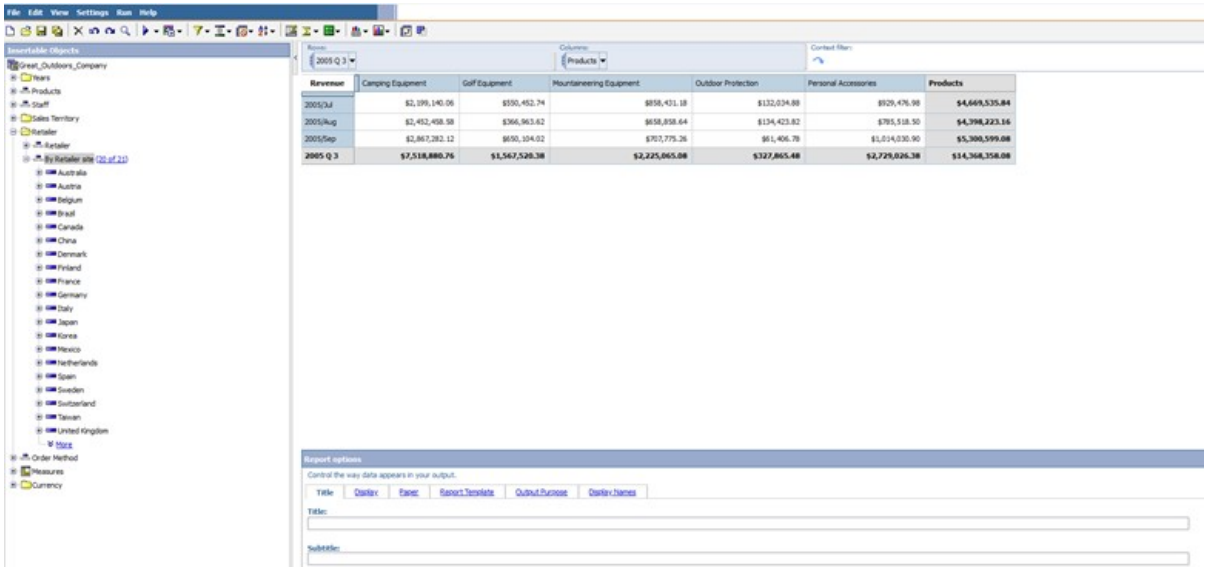 File Edit View Settings Run Help
Insertable Objects
Great_Outdoors_Company
Years
Products
Staff
Sales Territory
Retailer
Retailer
By Retailer site (20 of 21)
Australia
Austria
Belgium
Brazil
Canada
China
Denmark
Finland
France
Germany
Italy
Japan
Korea
Mexico
Netherlands
Spain
Sweden
Switzerland
Taiwan
United Kingdom
More
Order Method
Measures
Currency
Rows: Columns: Context filter:
2005 Q 3 Products
Revenue Camping Equipment Golf Equipment Mountaineering Equipment Outdoor Protection Personal Accessories Products
2005/Jul $2,199,140.06 $550,452.74 $858,431.18 $132,034.88 $929,476.98 $4,669,535.84
2005/Aug $2,452,458.58 $366,963.62 $658,858.64 $134,423.82 $785,518.50 $4,398,223.16
2005/Sep $2,867,282.12 $650,104.02 $707,775.26 $61,406.78 $1,014,030.90 $5,300,599.08
2005 Q 3 $7,518,880.76 $1,567,520.38 $2,225,065.08 $327,865.48 $2,729,026.38 $14,368,358.08
Report options
Control the way data appears in your output.
Title Display Paper Report Template Output Purpose Display Names
Title:
Subtitle: